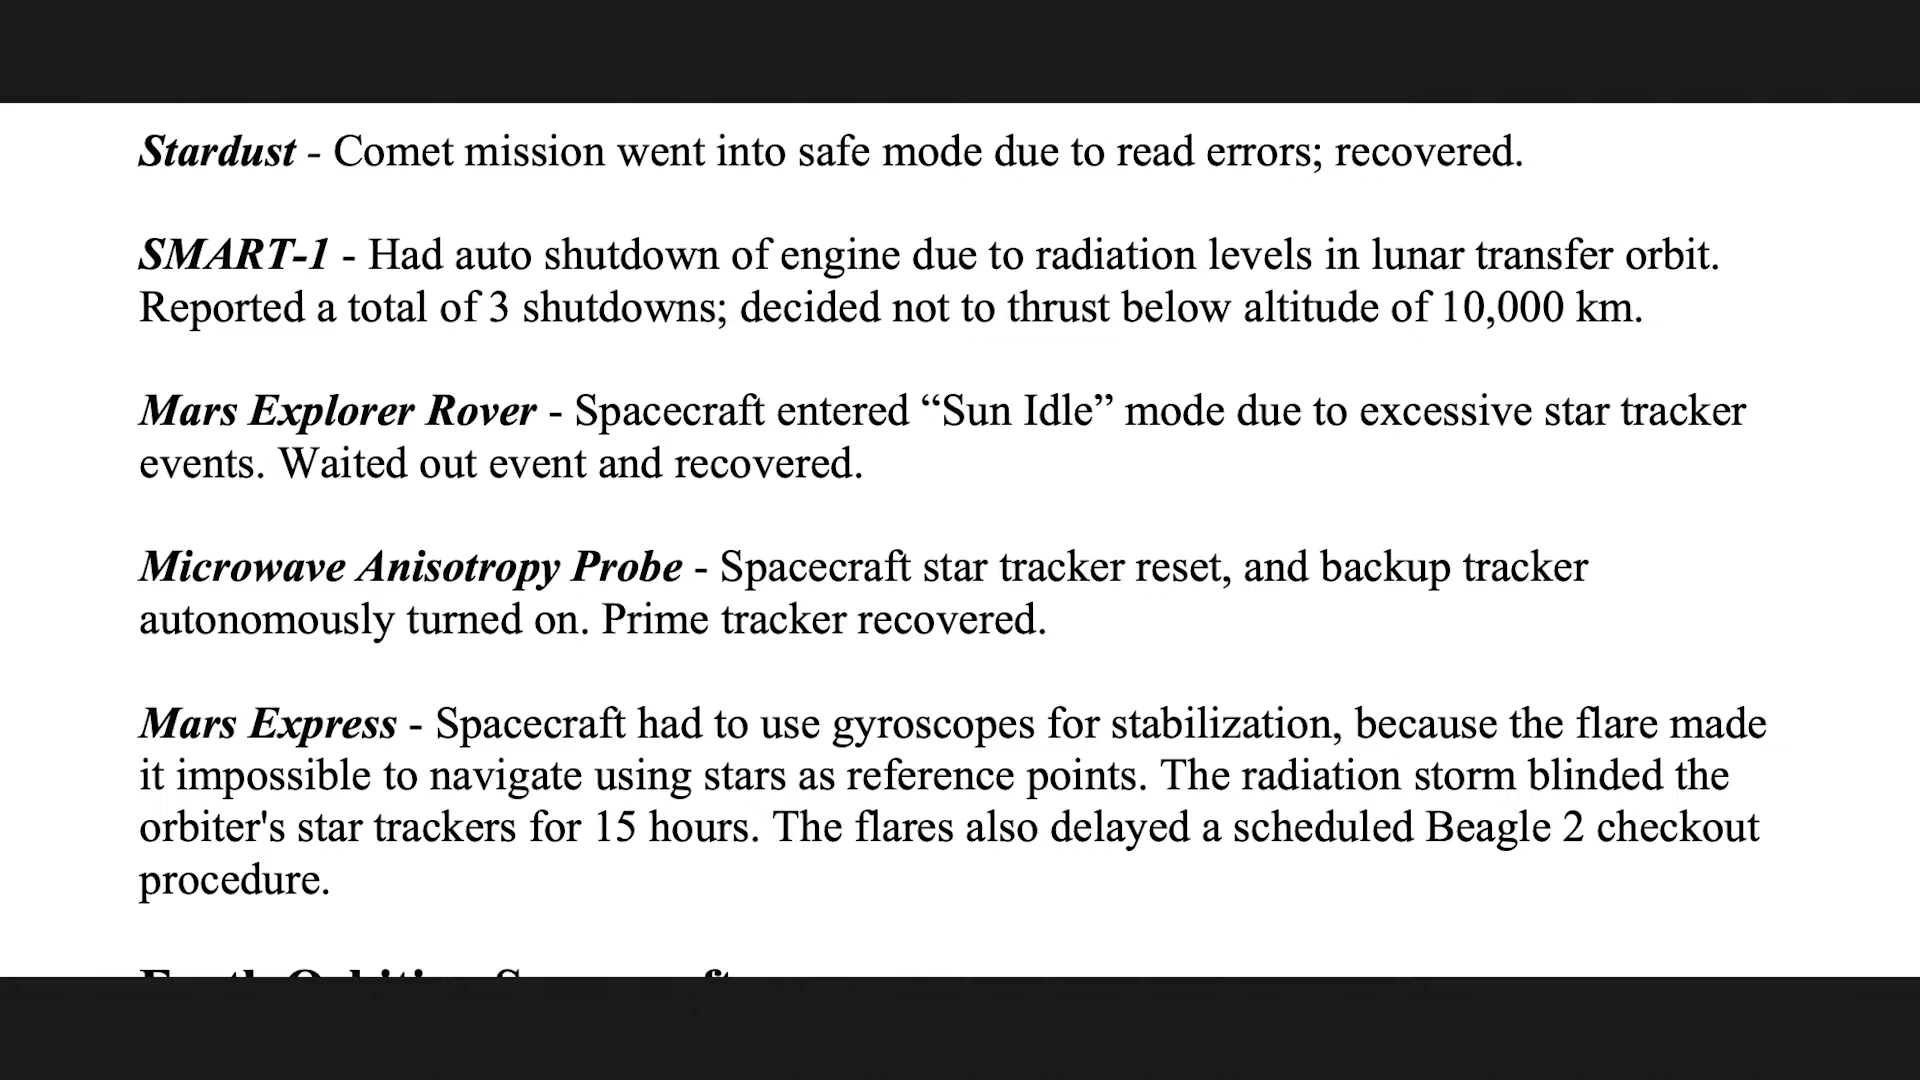 Stardust - Comet mission went into safe mode due to read errors; recovered.
SMART-1 - Had auto shutdown of engine due to radiation levels in lunar transfer orbit.
Reported a total of 3 shutdowns; decided not to thrust below altitude of 10,000 km.
Mars Explorer Rover - Spacecraft entered “Sun Idle” mode due to excessive star tracker
events. Waited out event and recovered.
Microwave Anisotropy Probe - Spacecraft star tracker reset, and backup tracker
autonomously turned on. Prime tracker recovered.
Mars Express - Spacecraft had to use gyroscopes for stabilization, because the flare made
it impossible to navigate using stars as reference points. The radiation storm blinded the
orbiter's star trackers for 15 hours. The flares also delayed a scheduled Beagle 2 checkout
procedure.